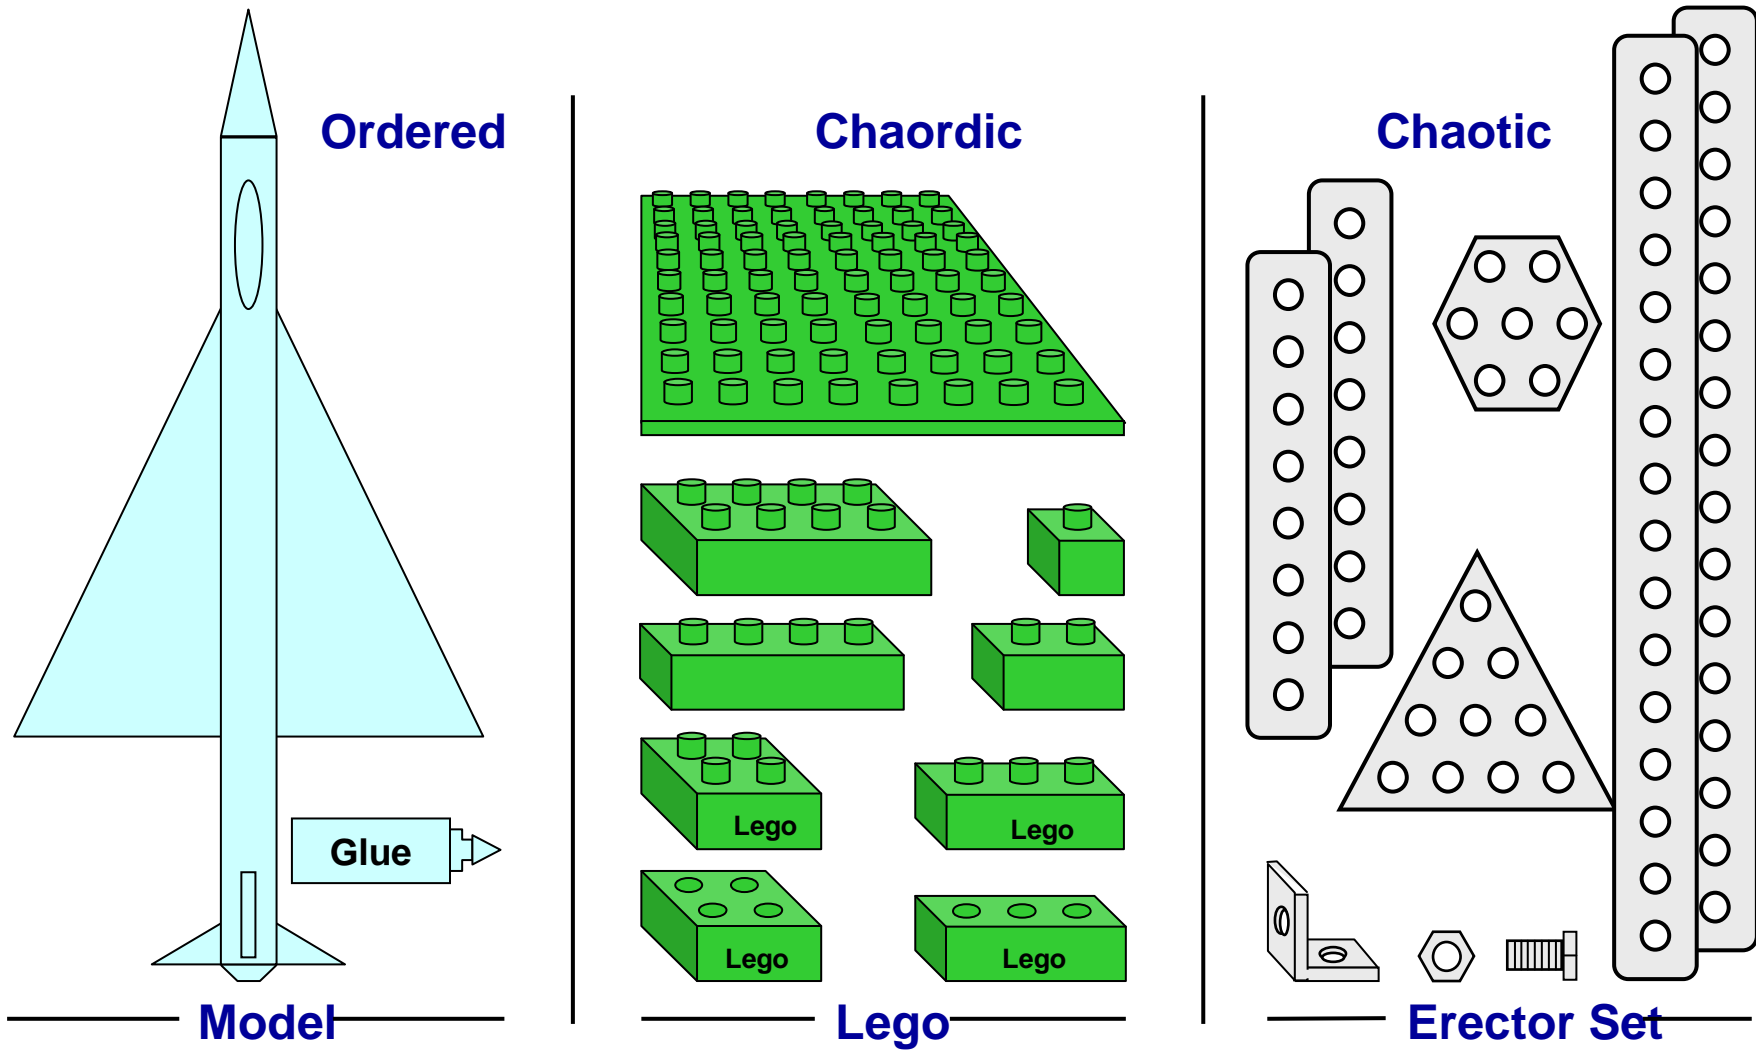 Ordered
Chaordic
Chaotic
Glue
Lego
Lego
Lego
Lego
Model
Lego
Erector Set